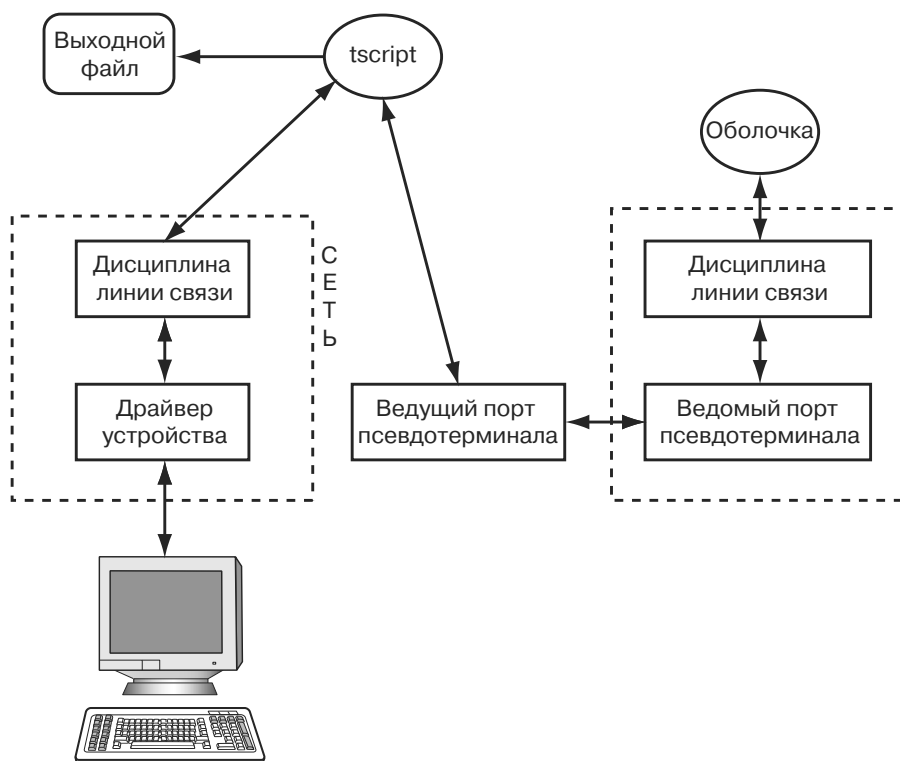 Выходной
файл
tscript
Оболочка
Дисциплина
линии связи
С
Е
Т
Ь
Дисциплина
линии связи
Драйвер
устройства
Ведущий порт
псевдотерминала
Ведомый порт
псевдотерминала